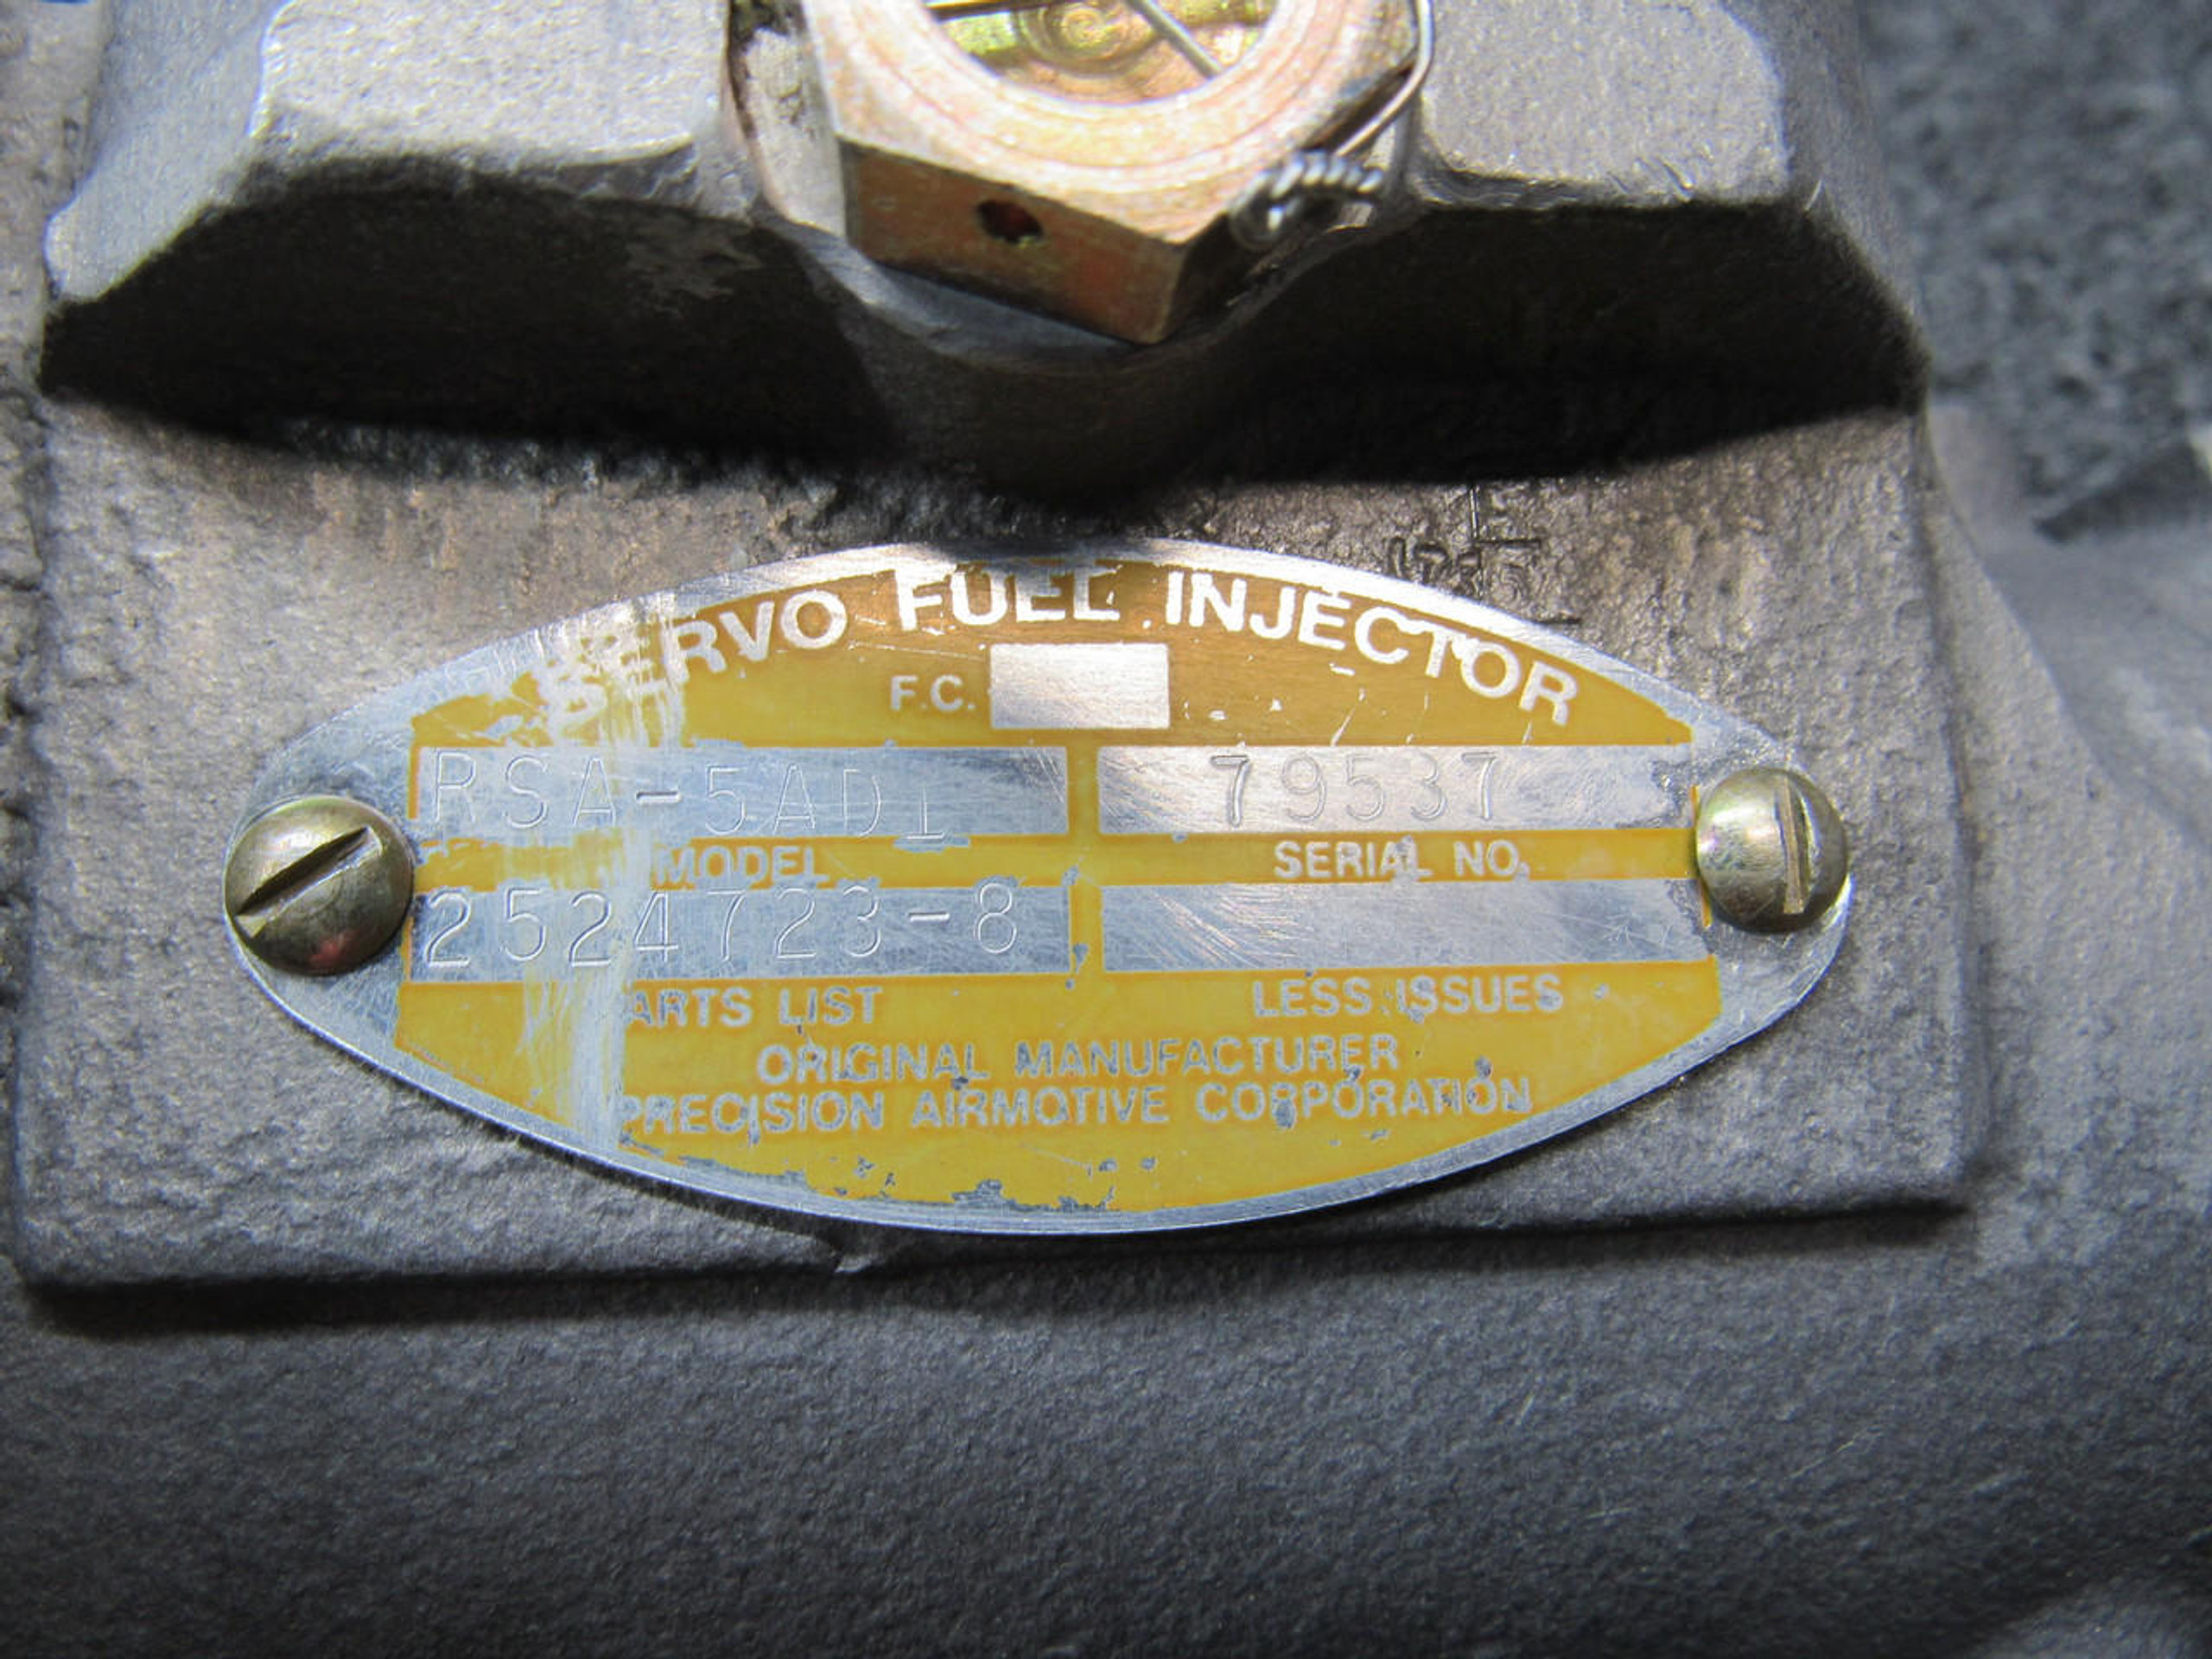 SERVO FUEL INJECTOR
F.C.
RSA-5AD1 79537
MODEL SERIAL NO.
2524723-8
PARTS LIST LESS ISSUES
ORIGINAL MANUFACTURER
PRECISION AIRMOTIVE CORPORATION